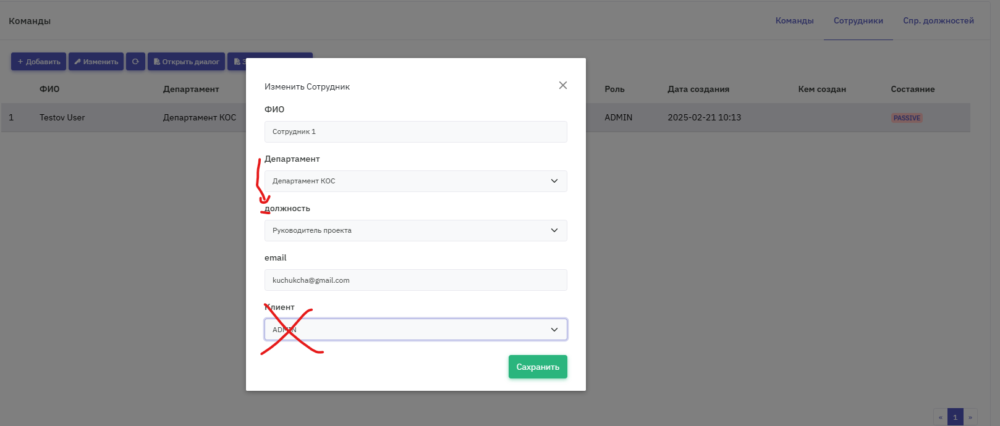 Команды
Команды Сотрудники Спр. должностей
+ Добавить Изменить Открыть диалог
ФИО Департамент Роль Дата создания Кем создан Состаяние
1 Testov User Департамент КОС ADMIN 2025-02-21 10:13 PASSIVE
Изменить Сотрудник
ФИО
Сотрудник 1
Департамент
Департамент КОС
должность
Руководитель проекта
email
kuchukcha@gmail.com
Клиент
ADMIN
Сахранить
« 1 »